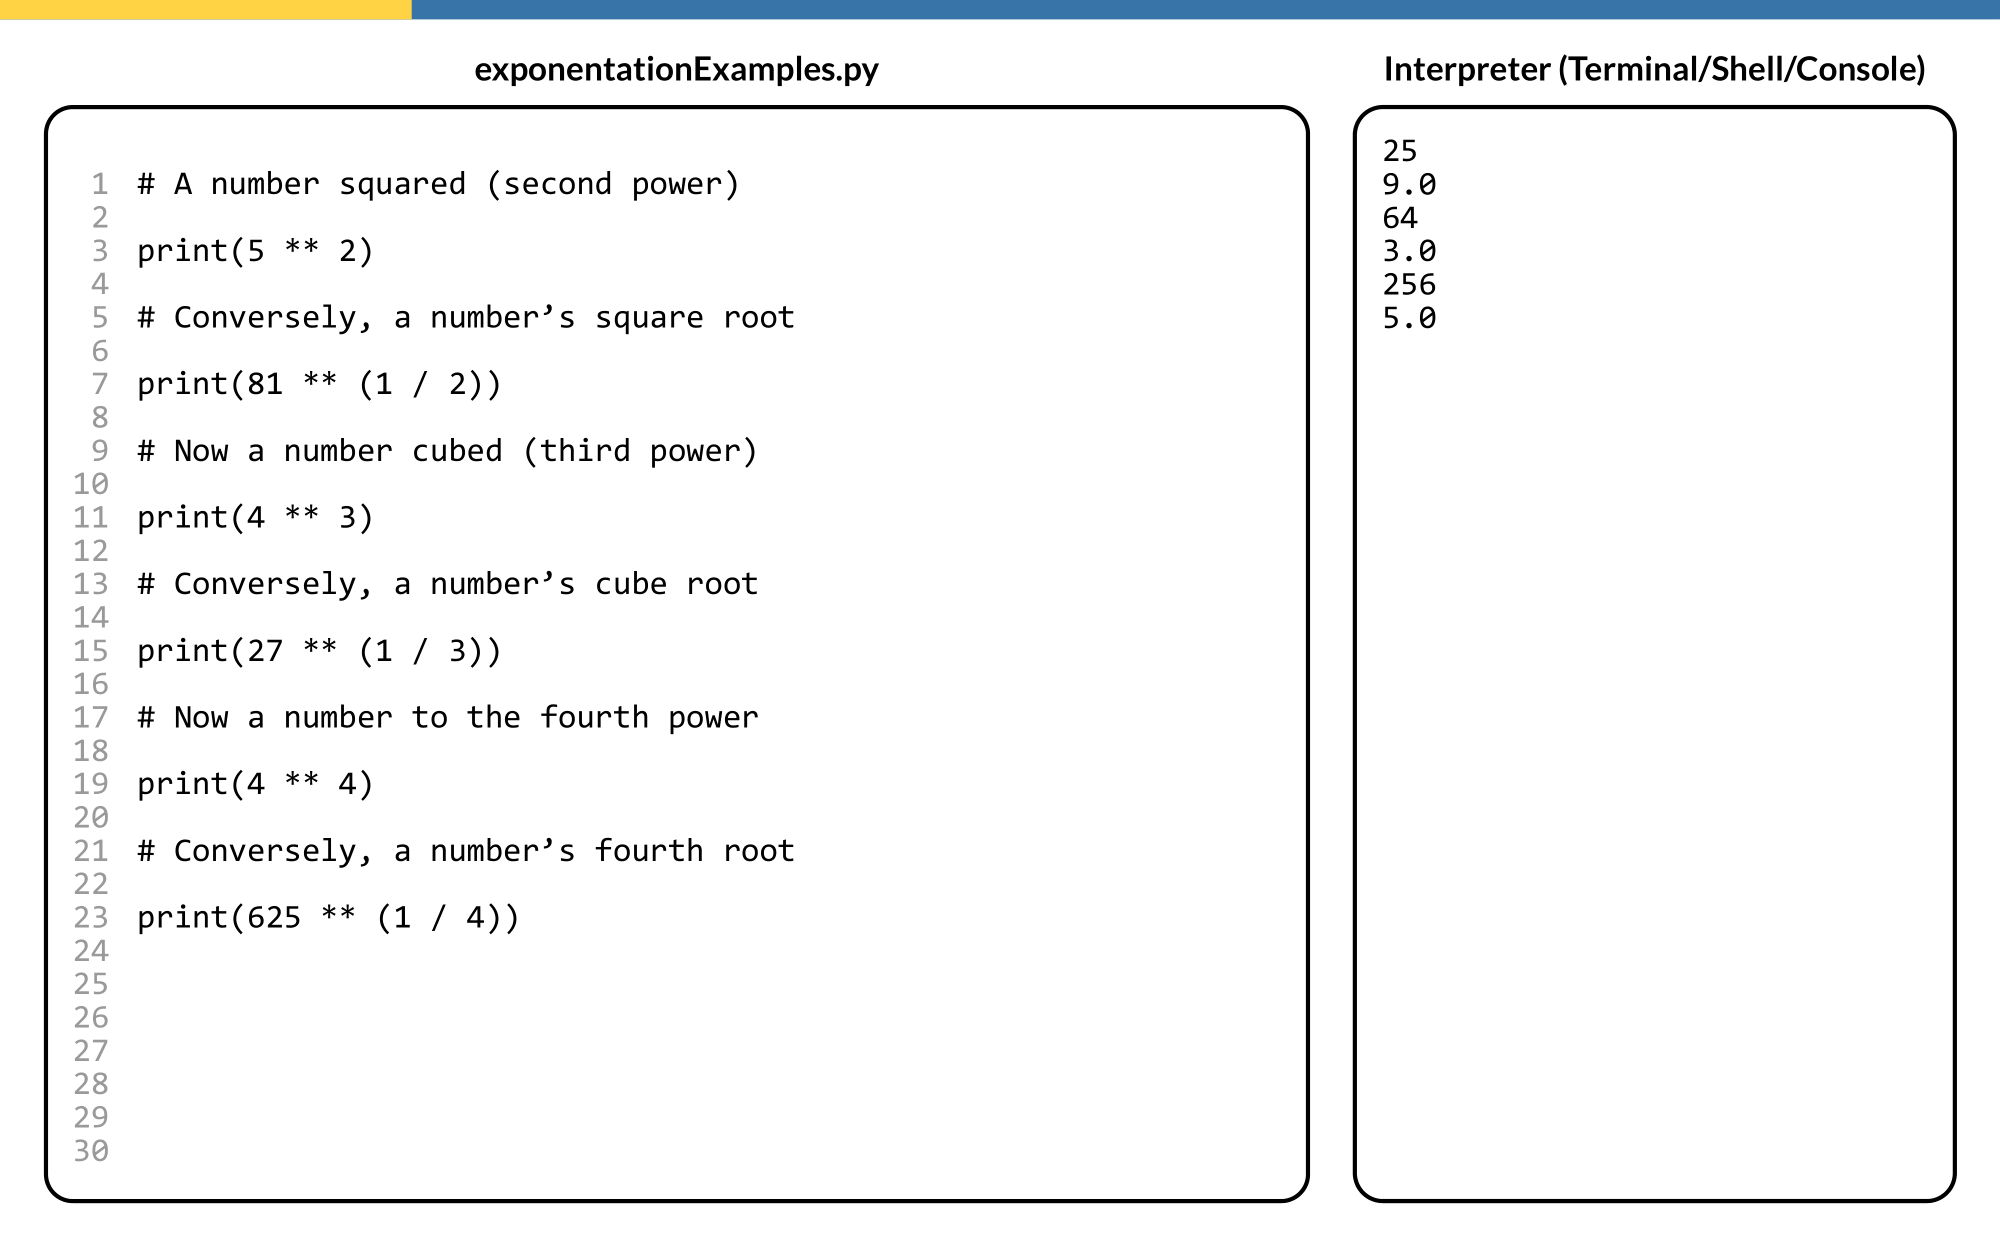 exponentationExamples.py
1 # A number squared (second power)
2
3 print(5 ** 2)
4
5 # Conversely, a number’s square root
6
7 print(81 ** (1 / 2))
8
9 # Now a number cubed (third power)
10
11 print(4 ** 3)
12
13 # Conversely, a number’s cube root
14
15 print(27 ** (1 / 3))
16
17 # Now a number to the fourth power
18
19 print(4 ** 4)
20
21 # Conversely, a number’s fourth root
22
23 print(625 ** (1 / 4))
24
25
26
27
28
29
30
Interpreter (Terminal/Shell/Console)
25
9.0
64
3.0
256
5.0